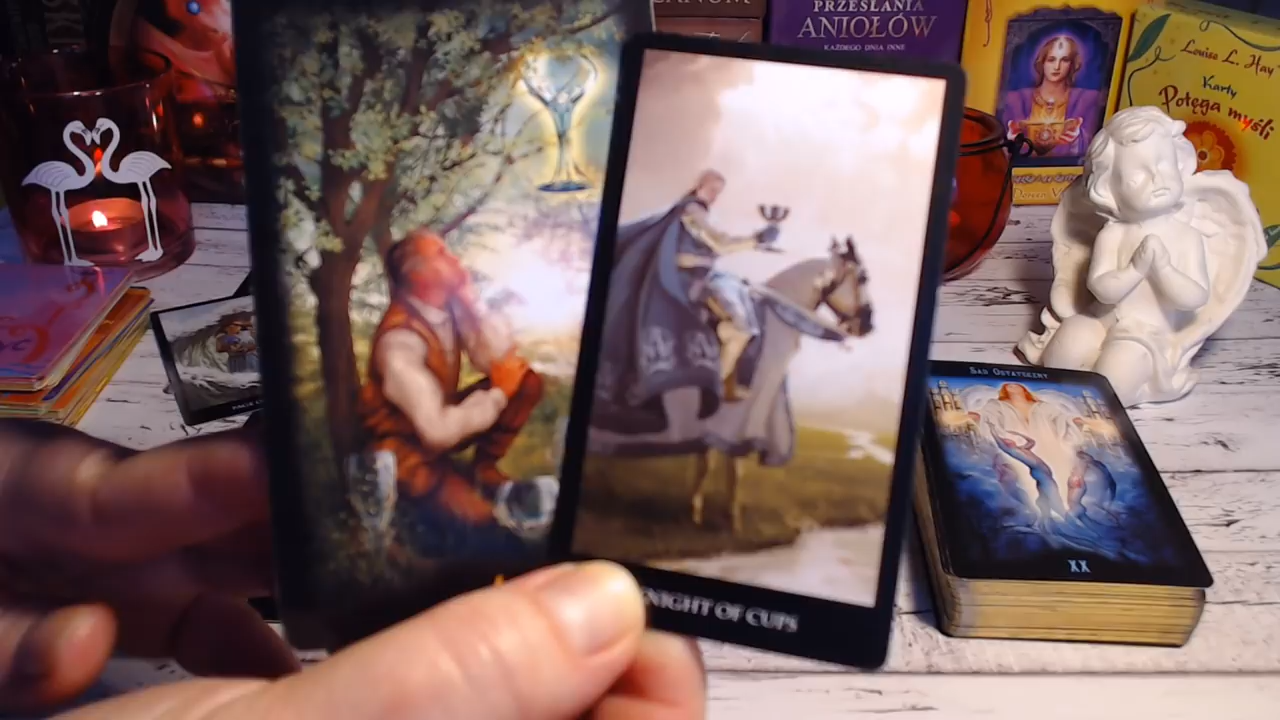 PRZESŁANIA
ANIOŁÓW
KAŻDEGO DNIA INNE
Louise L. Hay
Karty
Potęga myśli
Sąd Ostateczny
XX
KNIGHT OF CUPS